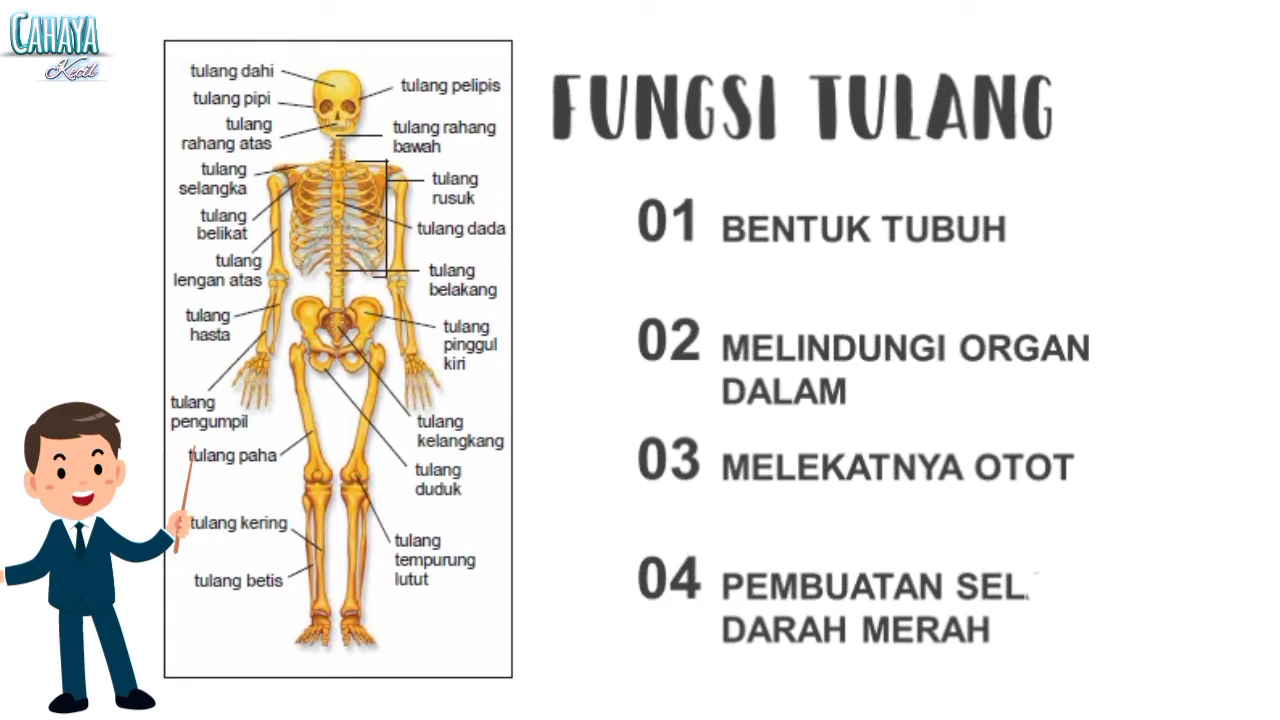 CAHAYA
Kecil
tulang dahi
tulang pipi
tulang
rahang atas
tulang
selangka
tulang
belikat
tulang
lengan atas
tulang
hasta
tulang
pengumpil
tulang paha
tulang kering
tulang betis
tulang pelipis
tulang rahang
bawah
tulang
rusuk
tulang dada
tulang
belakang
tulang
pinggul
kiri
tulang
kelangkang
tulang
duduk
tulang
tempurung
lutut
FUNGSI TULANG
01 BENTUK TUBUH
02 MELINDUNGI ORGAN
DALAM
03 MELEKATNYA OTOT
04 PEMBUATAN SEL
DARAH MERAH